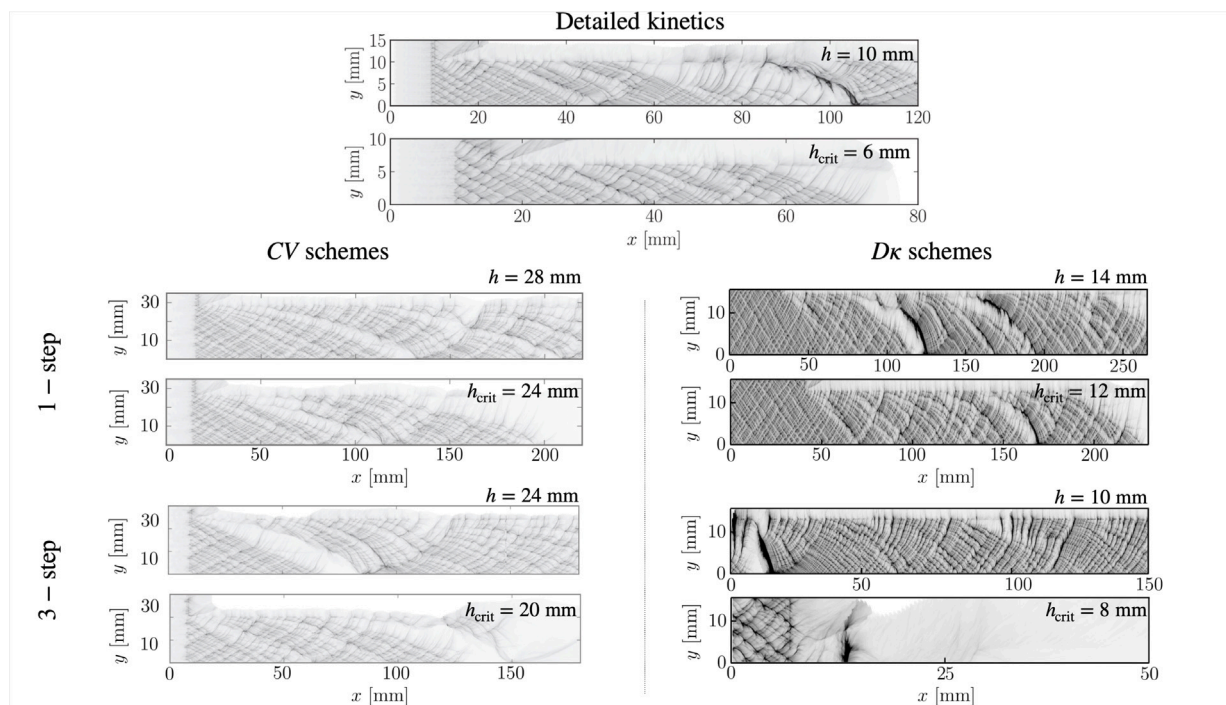 Detailed kinetics
h = 10 mm
y [mm]
15
10
5
0
0 20 40 60 80 100 120
h_crit = 6 mm
y [mm]
10
5
0
0 20 40 60 80
x [mm]
CV schemes
Dκ schemes
1 – step
h = 28 mm
y [mm]
30
10
h_crit = 24 mm
y [mm]
30
10
0 50 100 150 200
x [mm]
h = 14 mm
y [mm]
10
0
0 50 100 150 200 250
h_crit = 12 mm
y [mm]
10
0
0 50 100 150 200
x [mm]
3 – step
h = 24 mm
y [mm]
30
10
h_crit = 20 mm
y [mm]
30
10
0 50 100 150
x [mm]
h = 10 mm
y [mm]
10
0
0 50 100 150
h_crit = 8 mm
y [mm]
10
0
0 25 50
x [mm]